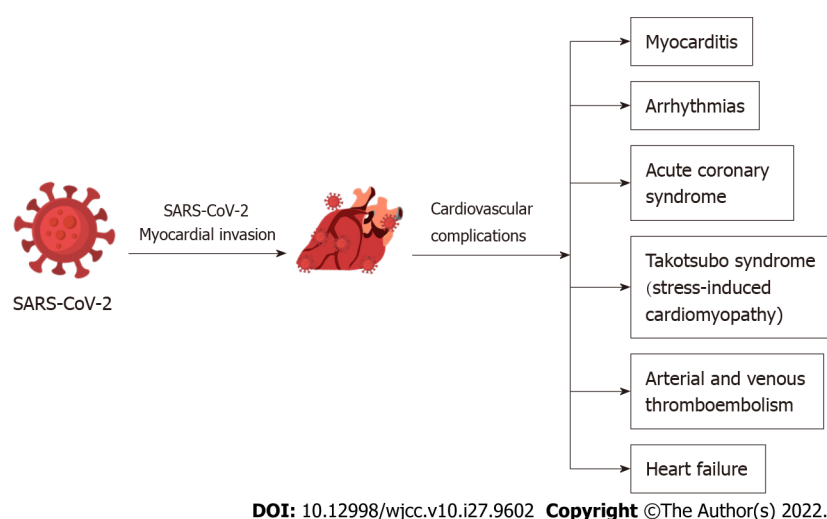 SARS-CoV-2
SARS-CoV-2
Myocardial invasion
Cardiovascular
complications
Myocarditis
Arrhythmias
Acute coronary
syndrome
Takotsubo syndrome
(stress-induced
cardiomyopathy)
Arterial and venous
thromboembolism
Heart failure
DOI: 10.12998/wjcc.v10.i27.9602 Copyright ©The Author(s) 2022.